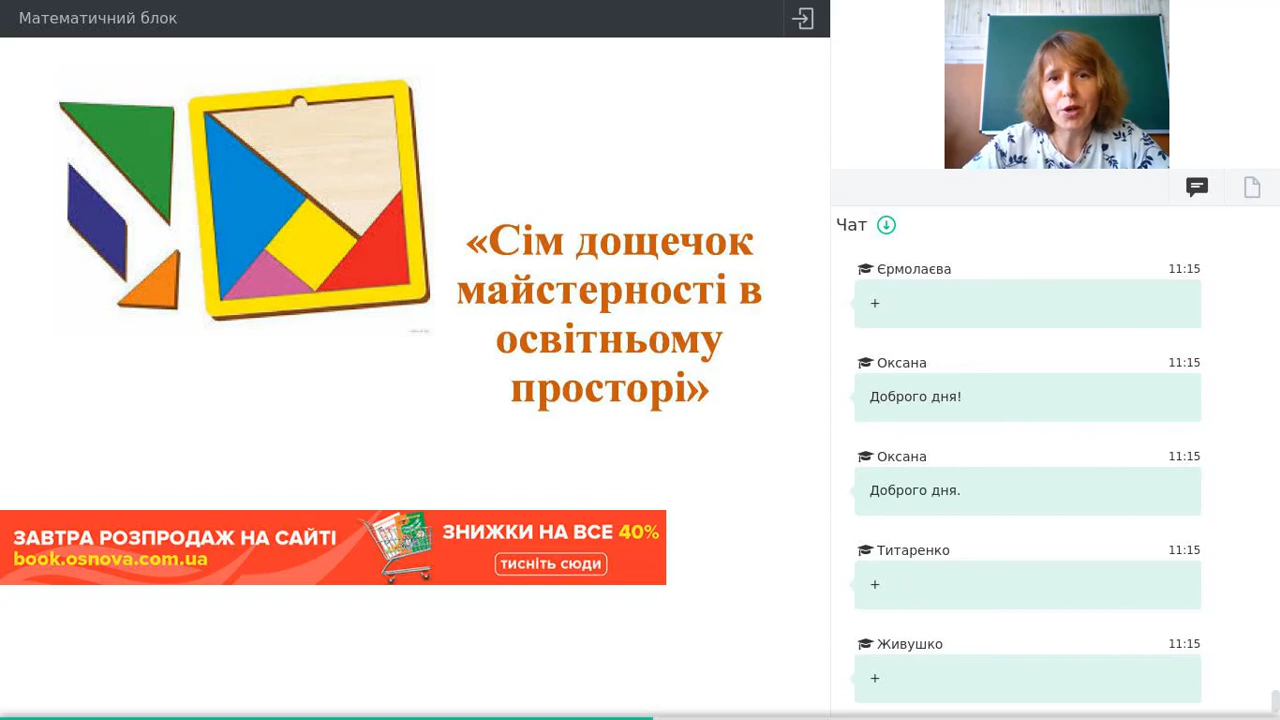 Математичний блок
«Сім дощечок
майстерності в
освітньому
просторі»
ЗАВТРА РОЗПРОДАЖ НА САЙТІ
book.osnova.com.ua
ЗНИЖКИ НА ВСЕ 40%
тисніть сюди
Чат
Єрмолаєва 11:15
+
Оксана 11:15
Доброго дня!
Оксана 11:15
Доброго дня.
Титаренко 11:15
+
Живушко 11:15
+